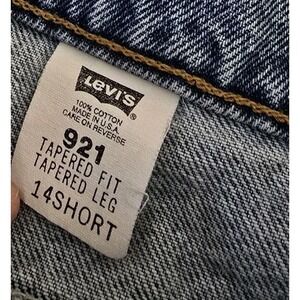 Levi's
®
100% COTTON
MADE IN U.S.A.
CARE ON REVERSE
921
TAPERED FIT
TAPERED LEG
14SHORT